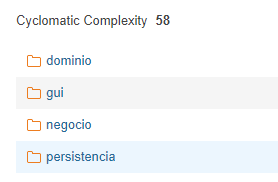 Cyclomatic Complexity 58
dominio
gui
negocio
persistencia